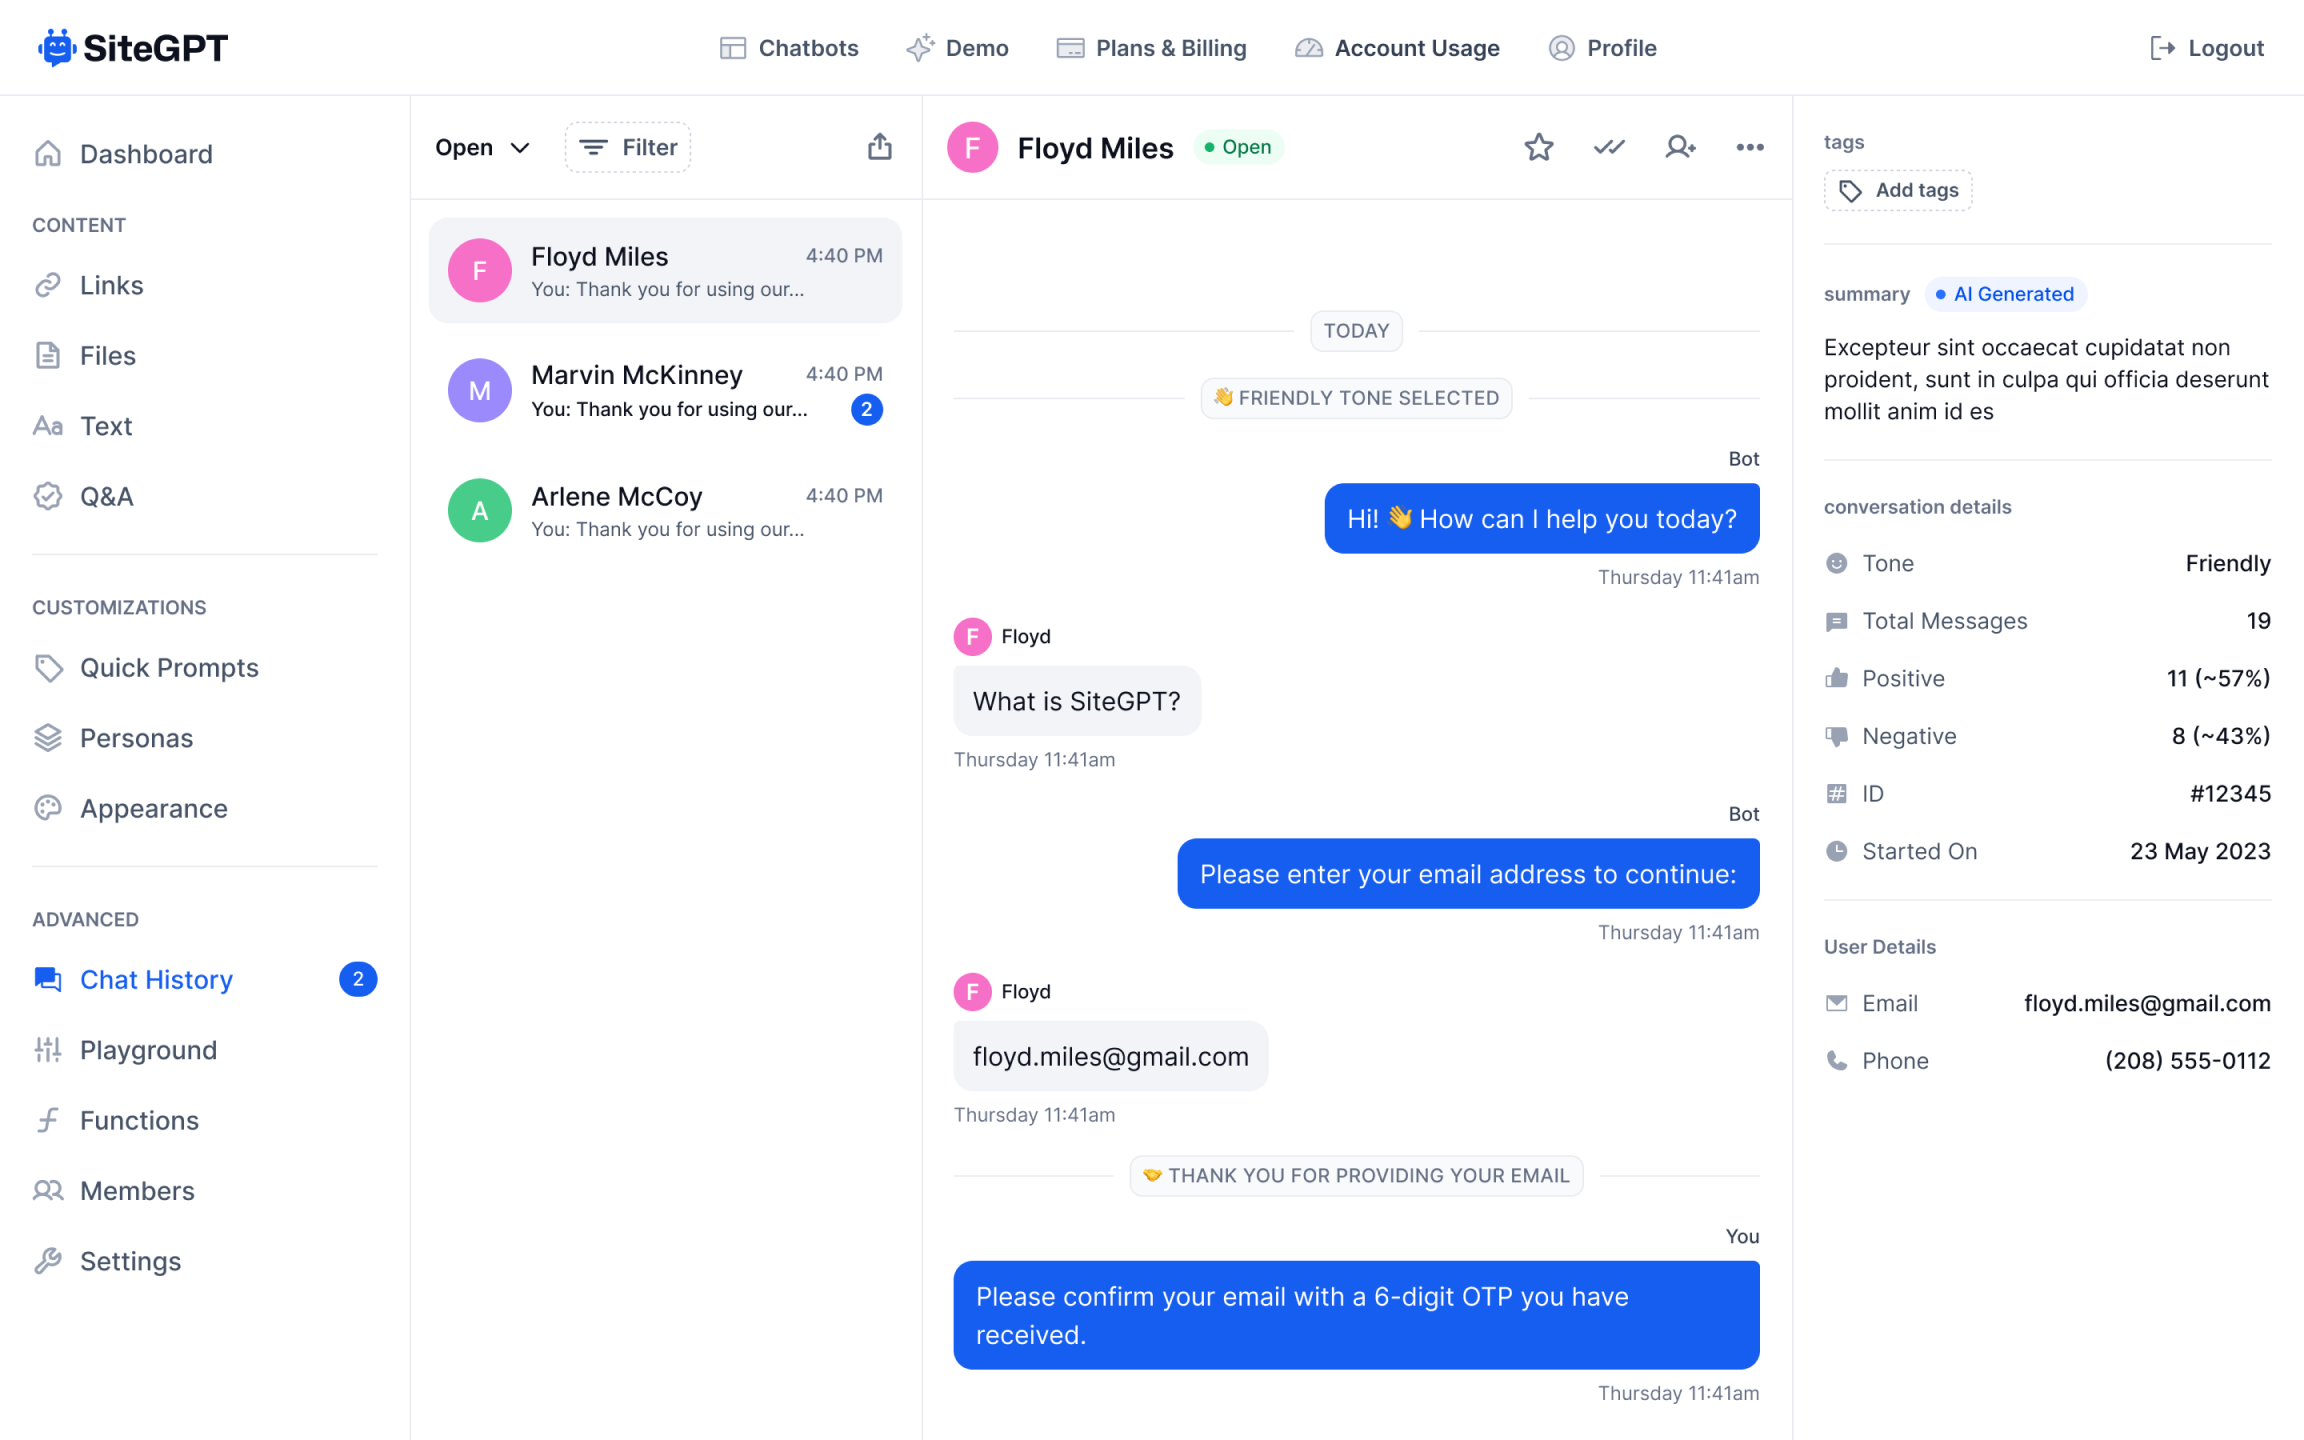 SiteGPT
Chatbots
Demo
Plans & Billing
Account Usage
Profile
Logout
Dashboard
CONTENT
Links
Files
Text
Q&A
CUSTOMIZATIONS
Quick Prompts
Personas
Appearance
ADVANCED
Chat History
2
Playground
Functions
Members
Settings
Open
Filter
F
Floyd Miles
4:40 PM
You: Thank you for using our...
M
Marvin McKinney
4:40 PM
You: Thank you for using our...
2
A
Arlene McCoy
4:40 PM
You: Thank you for using our...
F
Floyd Miles
Open
TODAY
👋 FRIENDLY TONE SELECTED
Bot
Hi! 👋 How can I help you today?
Thursday 11:41am
F
Floyd
What is SiteGPT?
Thursday 11:41am
Bot
Please enter your email address to continue:
Thursday 11:41am
F
Floyd
floyd.miles@gmail.com
Thursday 11:41am
🤝 THANK YOU FOR PROVIDING YOUR EMAIL
You
Please confirm your email with a 6-digit OTP you have
received.
Thursday 11:41am
tags
Add tags
summary
AI Generated
Excepteur sint occaecat cupidatat non
proident, sunt in culpa qui officia deserunt
mollit anim id es
conversation details
Tone
Friendly
Total Messages
19
Positive
11 (~57%)
Negative
8 (~43%)
ID
#12345
Started On
23 May 2023
User Details
Email
floyd.miles@gmail.com
Phone
(208) 555-0112